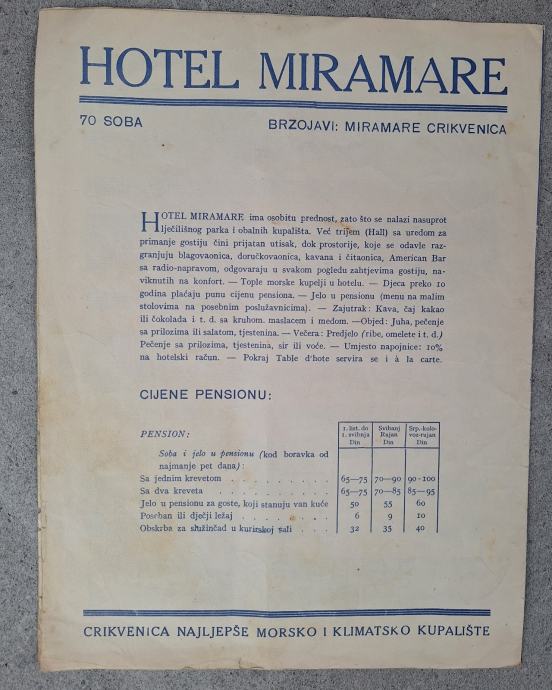 HOTEL MIRAMARE
70 SOBA
BRZOJAVI: MIRAMARE CRIKVENICA
HOTEL MIRAMARE ima osobitu prednost, zato što se nalazi nasuprot
lječilišnog parka i obalnih kupališta. Već trijem (Hall) sa uredom za
primanje gostiju čini prijatan utisak, dok prostorije, koje se odavle raz-
granjuju blagovaonica, doručkovaonica, kavana i čitaonica, American Bar
sa radio-napravom, odgovaraju u svakom pogledu zahtjevima gostiju, na-
viknutih na konfort. — Tople morske kupelji u hotelu. — Djeca preko 10
godina plaćaju punu cijenu pensiona. — Jelo u pensionu (menu na malim
stolovima na posebnim poslužavnicima). — Zajutrak: Kava, čaj kakao
ili čokolada i t. d. sa kruhom. maslacem i medom. —Objed: Juha, pečenje
sa prilozima ili salatom, tjestenina. — Večera: Predjelo (ribe, omelete i t. d.)
Pečenje sa prilozima, tjestenina, sir ili voće. — Umjesto napojnice: 10%
na hotelski račun. — Pokraj Table d'hote servira se i à la carte.
CIJENE PENSIONU:
PENSION:
1. list. do 1. svibnja Din
Svibanj Rujan Din
Srp.-kolo-voz-rujan Din
Soba i jelo u pensionu (kod boravka od
najmanje pet dana):
Sa jednim krevetom . . . . . . . . . 65—75 70—90 90-100
Sa dva kreveta . . . . . . . . . . 65—75 70—85 85—95
Jelo u pensionu za goste, koji stanuju van kuće 50 55 60
Poseban ili dječji ležaj . . . . . . . 6 9 10
Obskrba za služinčad u kurirskoj sali . . . 32 35 40
CRIKVENICA NAJLJEPŠE MORSKO I KLIMATSKO KUPALIŠTE